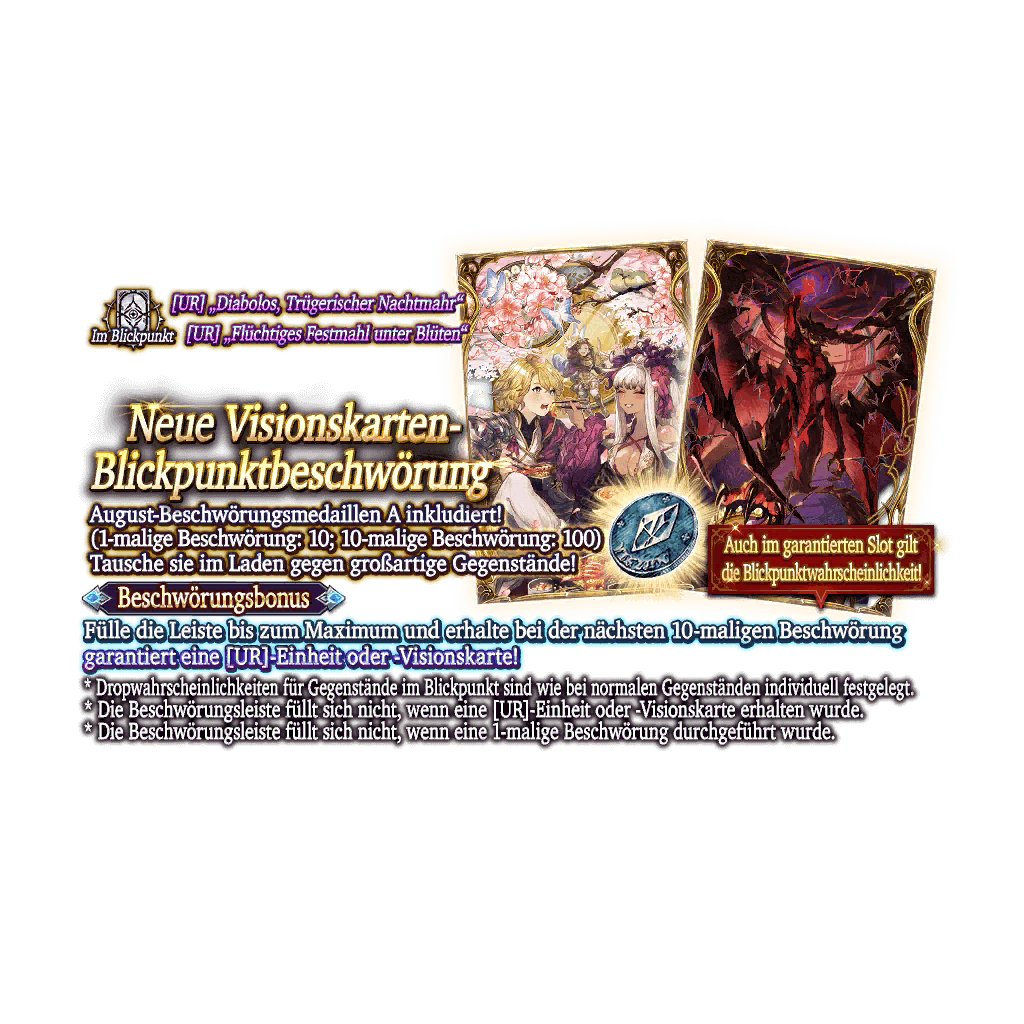 [UR] „Diabolos, Trügerischer Nachtmahr“
Im Blickpunkt
[UR] „Flüchtiges Festmahl unter Blüten“
Neue Visionskarten-
Blickpunktbeschwörung
August-Beschwörungsmedaillen A inkludiert!
(1-malige Beschwörung: 10; 10-malige Beschwörung: 100)
Tausche sie im Laden gegen großartige Gegenstände!
Auch im garantierten Slot gilt
die Blickpunktwahrscheinlichkeit!
Beschwörungsbonus
Fülle die Leiste bis zum Maximum und erhalte bei der nächsten 10-maligen Beschwörung
garantiert eine [UR]-Einheit oder -Visionskarte!
* Dropwahrscheinlichkeiten für Gegenstände im Blickpunkt sind wie bei normalen Gegenständen individuell festgelegt.
* Die Beschwörungsleiste füllt sich nicht, wenn eine [UR]-Einheit oder -Visionskarte erhalten wurde.
* Die Beschwörungsleiste füllt sich nicht, wenn eine 1-malige Beschwörung durchgeführt wurde.